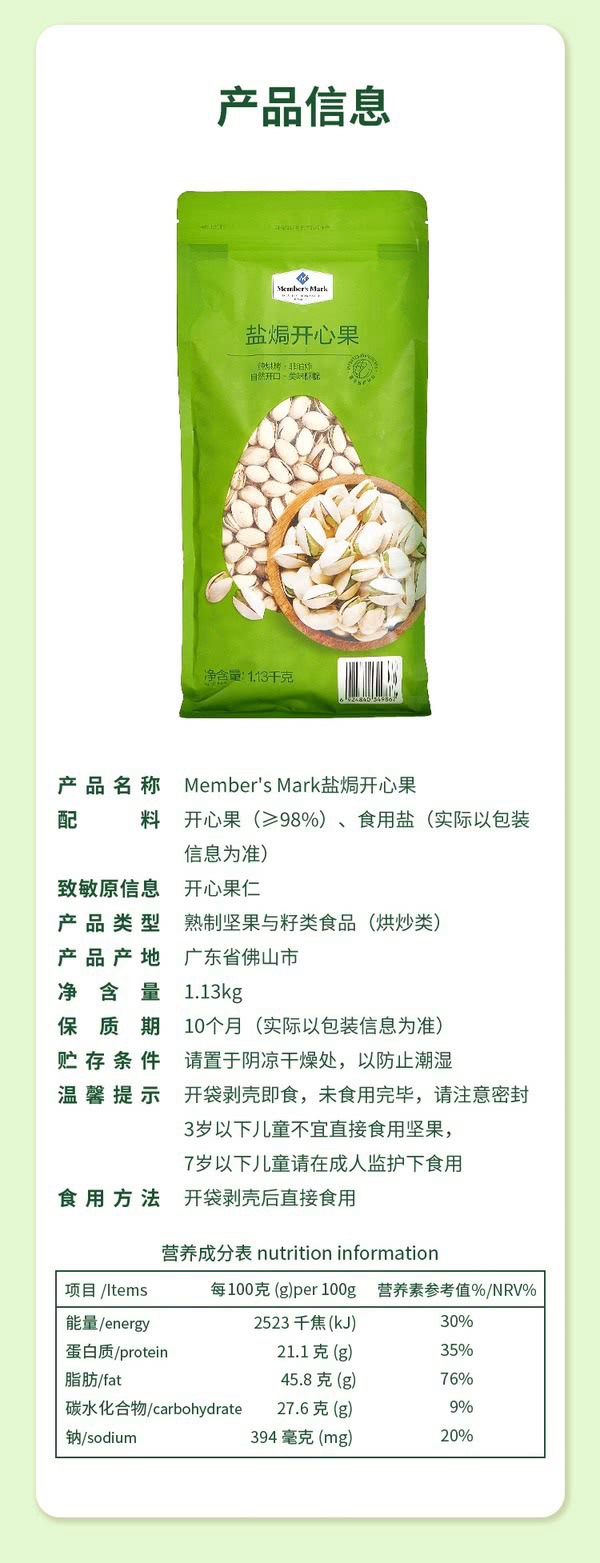 产品信息
Member's Mark
盐焗开心果
自然开口
净含量: 1.13千克
6 924840 349867
产品名称 Member's Mark盐焗开心果
配料 开心果（≥98%）、食用盐（实际以包装
信息为准）
致敏原信息 开心果仁
产品类型 熟制坚果与籽类食品（烘炒类）
产品产地 广东省佛山市
净含量 1.13kg
保质期 10个月（实际以包装信息为准）
贮存条件 请置于阴凉干燥处，以防止潮湿
温馨提示 开袋剥壳即食，未食用完毕，请注意密封
3岁以下儿童不宜直接食用坚果，
7岁以下儿童请在成人监护下食用
食用方法 开袋剥壳后直接食用
营养成分表 nutrition information
项目 /Items 每100克 (g)per 100g 营养素参考值%/NRV%
能量/energy 2523 千焦(kJ) 30%
蛋白质/protein 21.1 克 (g) 35%
脂肪/fat 45.8 克 (g) 76%
碳水化合物/carbohydrate 27.6 克 (g) 9%
钠/sodium 394 毫克 (mg) 20%